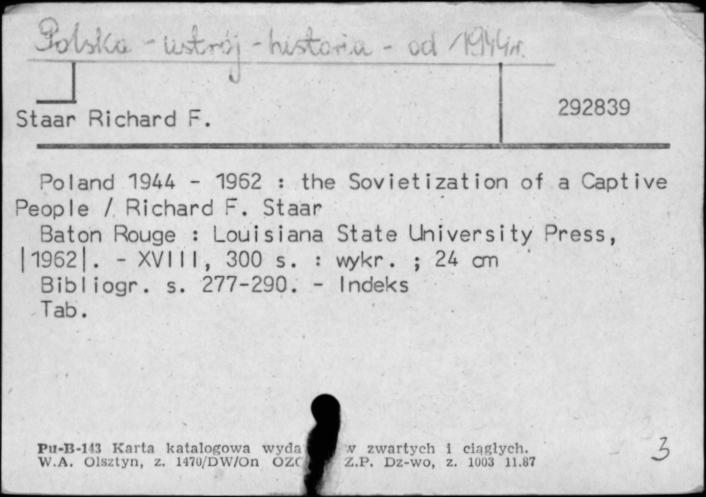 Polska - ustrój - historia - od 1944r.
292839
Staar Richard F.
Poland 1944 - 1962 : the Sovietization of a Captive
People / Richard F. Staar
Baton Rouge : Louisiana State University Press,
|1962|. - XVIII, 300 s. : wykr. ; 24 cm
Bibliogr. s. 277-290. - Indeks
Tab.
Pu-B-143 Karta katalogowa wyda w zwartych i ciągłych.
W.A. Olsztyn, z. 1470/DW/On OZG Z.P. Dz-wo, z. 1003 11.87
3